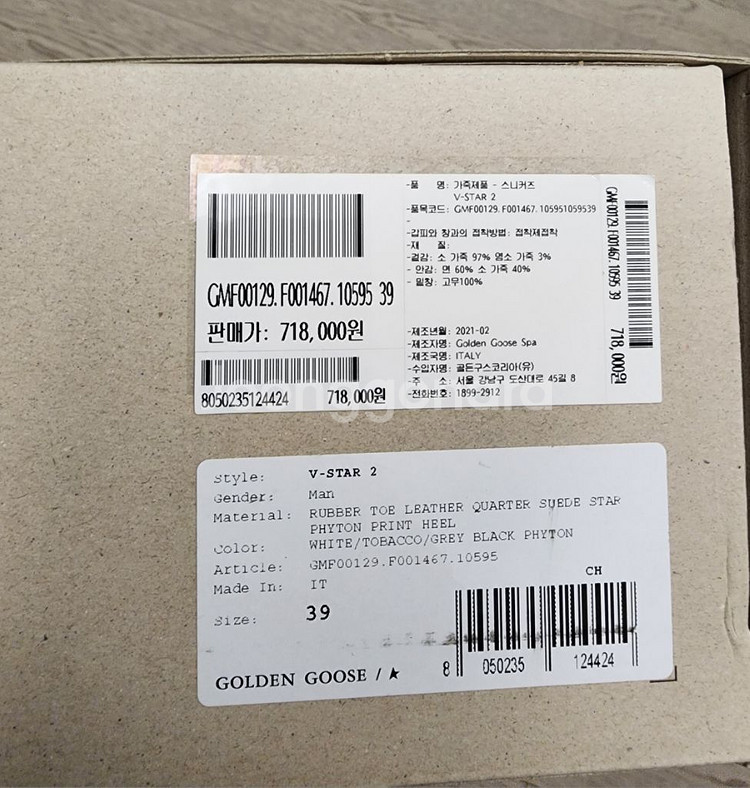 GMF00129.F001467.10595 39
판매가: 718,000원
8050235124424 718,000원
-품 명: 가죽제품 - 스니커즈
V-STAR 2
-품목코드: GMF00129.F001467.105951059539
-
-갑피와 창과의 접착방법: 접착제접착
-재 질:
-겉감: 소 가죽 97% 염소 가죽 3%
- 안감: 면 60% 소 가죽 40%
- 밑창: 고무100%
-제조년월: 2021-02
-제조자명: Golden Goose Spa
-제조국명: ITALY
-수입자명: 골든구스코리아(유)
-주 소: 서울 강남구 도산대로 45길 8
-전화번호: 1899-2912
GMF00129.F001467.10595 39
718,000원
Style: V-STAR 2
Gender: Man
Material: RUBBER TOE LEATHER QUARTER SUEDE STAR
PHYTON PRINT HEEL
Color: WHITE/TOBACCO/GREY BLACK PHYTON
Article: GMF00129.F001467.10595
Made In: IT
Size: 39
CH
8 050235 124424
GOLDEN GOOSE /